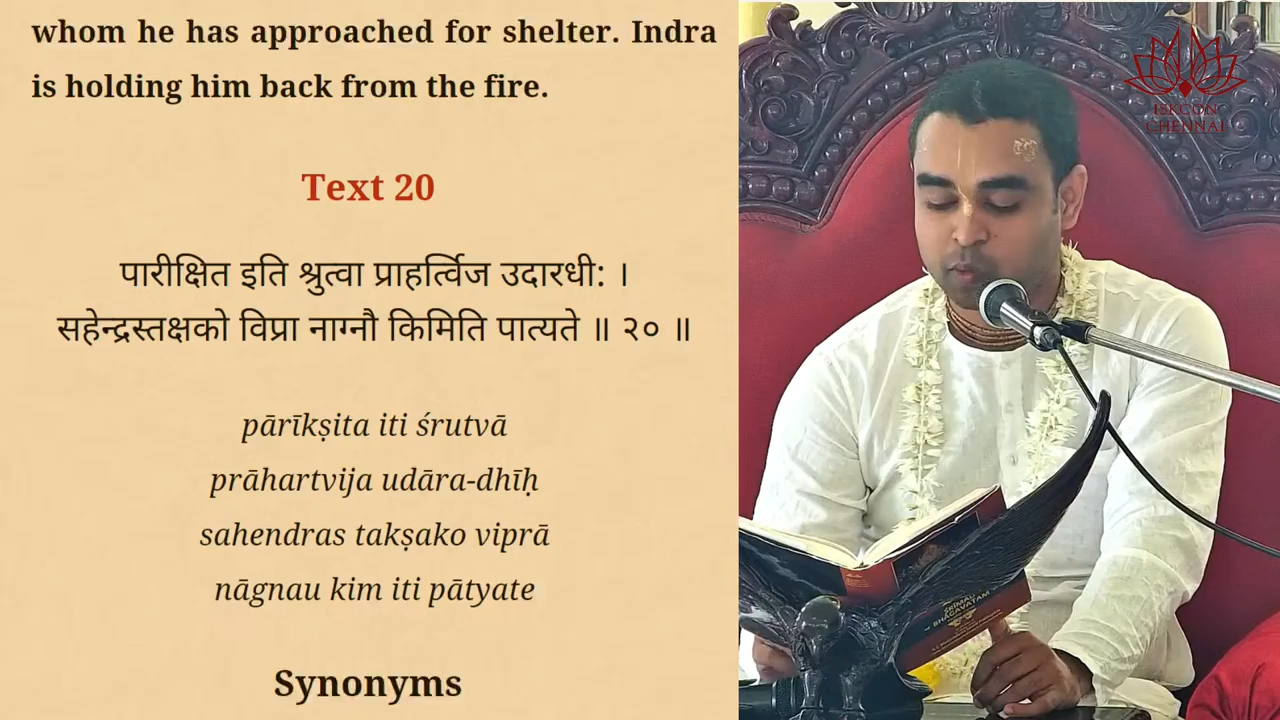 whom he has approached for shelter. Indra
is holding him back from the fire.
Text 20
पारीक्षित इति श्रुत्वा प्राहर्त्विज उदारधी: ।
सहेन्द्रस्तक्षको विप्रा नाग्नौ किमिति पात्यते ॥ २० ॥
pārīkṣita iti śrutvā
prāhartvija udāra-dhīḥ
sahendras takṣako viprā
nāgnau kim iti pātyate
Synonyms
ISKCON
CHENNAI
ŚRĪMAD
BHĀGAVATAM